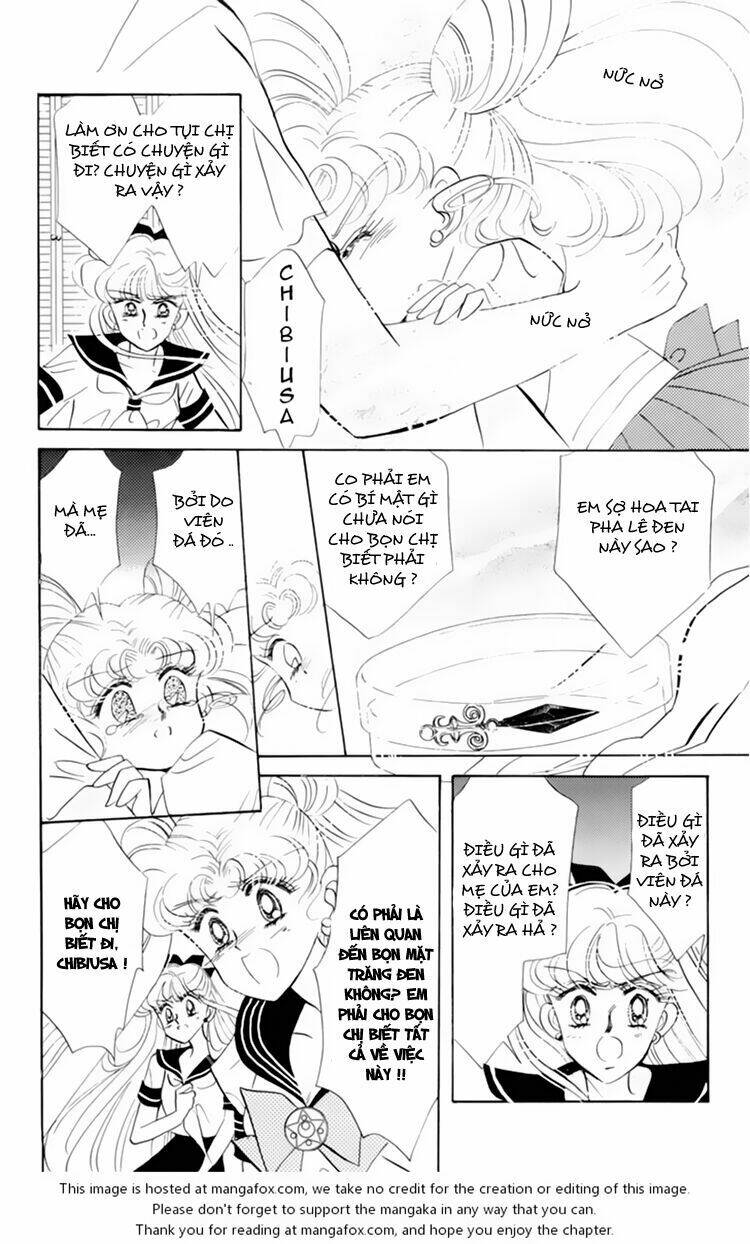 NỨC NỞ
LÀM ƠN CHO TỤI CHỊ
BIẾT CÓ CHUYỆN GÌ
ĐI? CHUYỆN GÌ XẢY
RA VẬY ?
CHIBIUSA
NỨC NỞ
EM SỢ HOA TAI
PHA LÊ ĐEN
NÀY SAO ?
CO PHẢI EM
CÓ BÍ MẬT GÌ
CHƯA NÓI
CHO BỌN CHỊ
BIẾT PHẢI
KHÔNG ?
BỞI DO
VIÊN
ĐÁ ĐÓ ..
MÀ MẸ
ĐÃ...
ĐIỀU GÌ
ĐÃ XẢY
RA BỞI
VIÊN ĐÁ
NÀY ?
ĐIỀU GÌ ĐÃ
XẢY RA CHO
MẸ CỦA EM?
ĐIỀU GÌ ĐÃ
XẢY RA HẢ ?
CÓ PHẢI LÀ
LIÊN QUAN
ĐẾN BỌN MẶT
TRĂNG ĐEN
KHÔNG? EM
PHẢI CHO BỌN
CHỊ BIẾT TẤT
CẢ VỀ VIỆC
NÀY !!
HÃY CHO
BỌN CHỊ
BIẾT ĐI,
CHIBIUSA !
This image is hosted at mangafox.com, we take no credit for the creation or editing of this image.
Please don't forget to support the mangaka in any way that you can.
Thank you for reading at mangafox.com, and hope you enjoy the chapter.